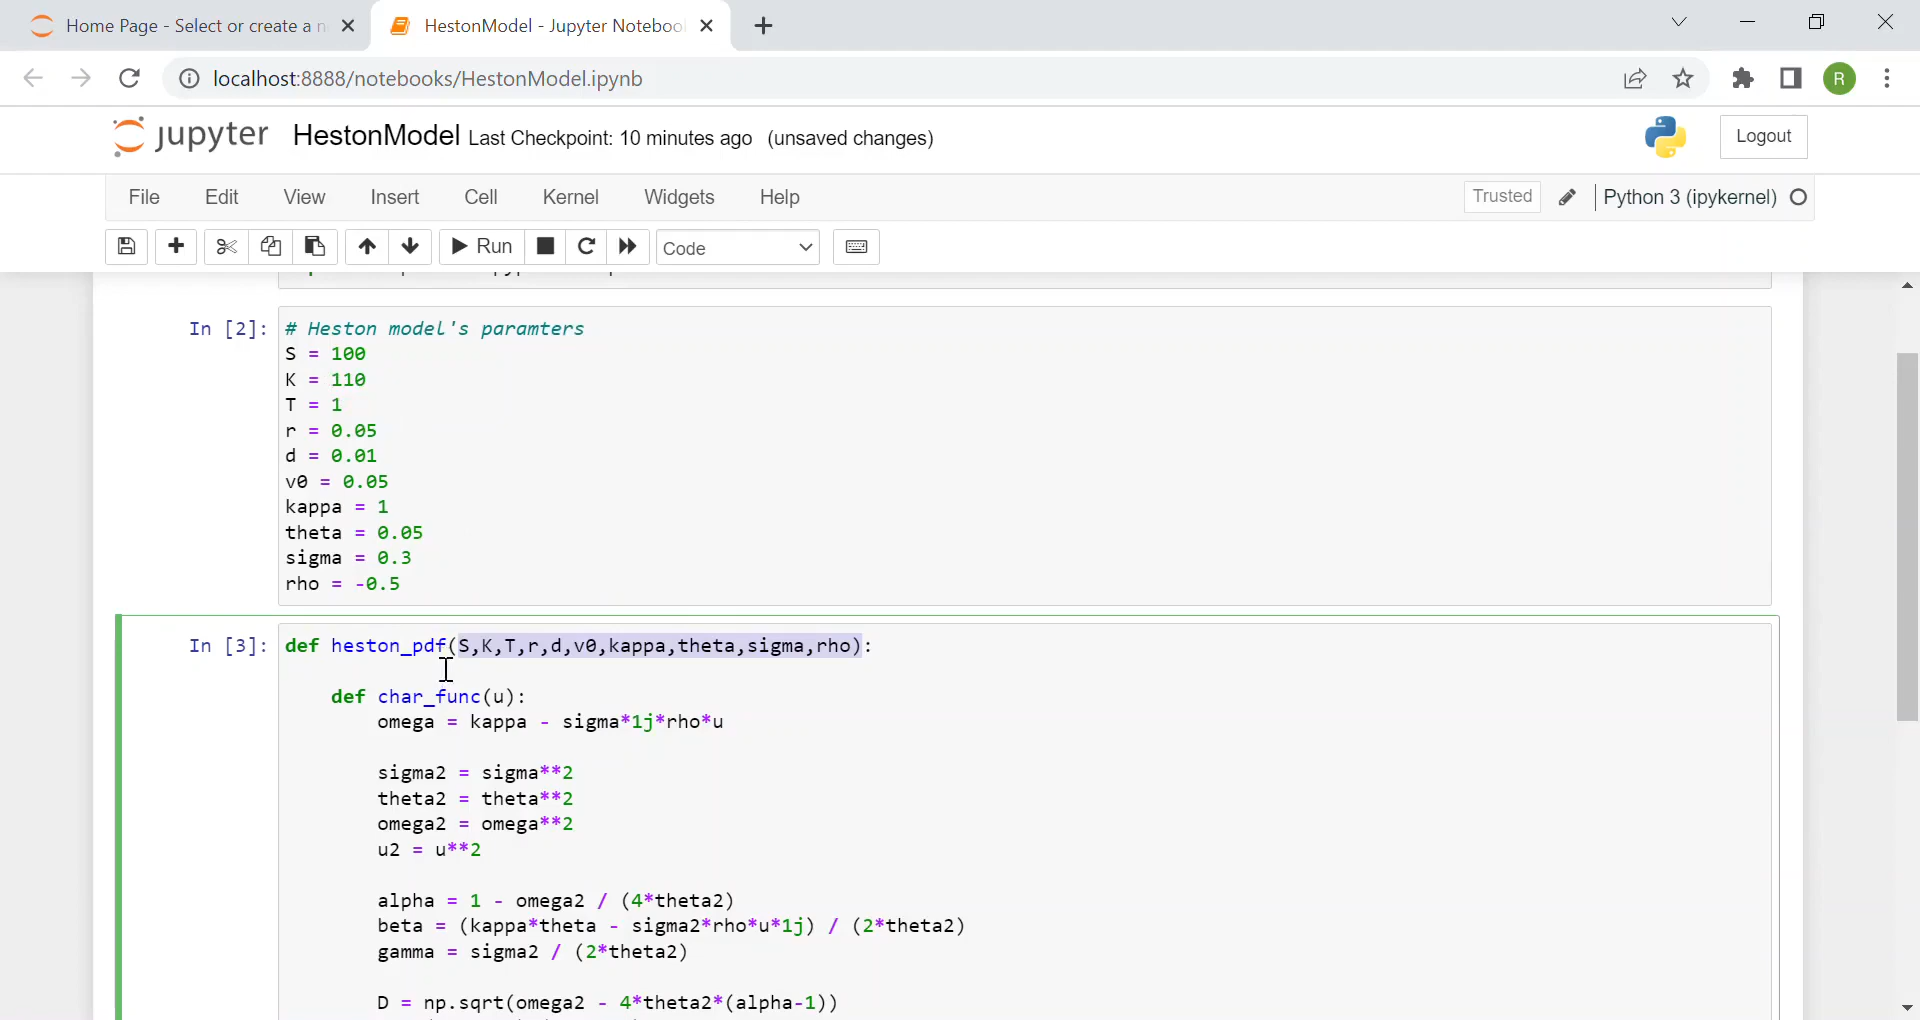 Home Page - Select or create a n
HestonModel - Jupyter Noteboo
localhost:8888/notebooks/HestonModel.ipynb
R
jupyter HestonModel Last Checkpoint: 10 minutes ago (unsaved changes)
Logout
File Edit View Insert Cell Kernel Widgets Help
Trusted Python 3 (ipykernel)
Run Code
In [2]: # Heston model's paramters
S = 100
K = 110
T = 1
r = 0.05
d = 0.01
v0 = 0.05
kappa = 1
theta = 0.05
sigma = 0.3
rho = -0.5
In [3]: def heston_pdf(S,K,T,r,d,v0,kappa,theta,sigma,rho):
def char_func(u):
omega = kappa - sigma*1j*rho*u
sigma2 = sigma**2
theta2 = theta**2
omega2 = omega**2
u2 = u**2
alpha = 1 - omega2 / (4*theta2)
beta = (kappa*theta - sigma2*rho*u*1j) / (2*theta2)
gamma = sigma2 / (2*theta2)
D = np.sqrt(omega2 - 4*theta2*(alpha-1))